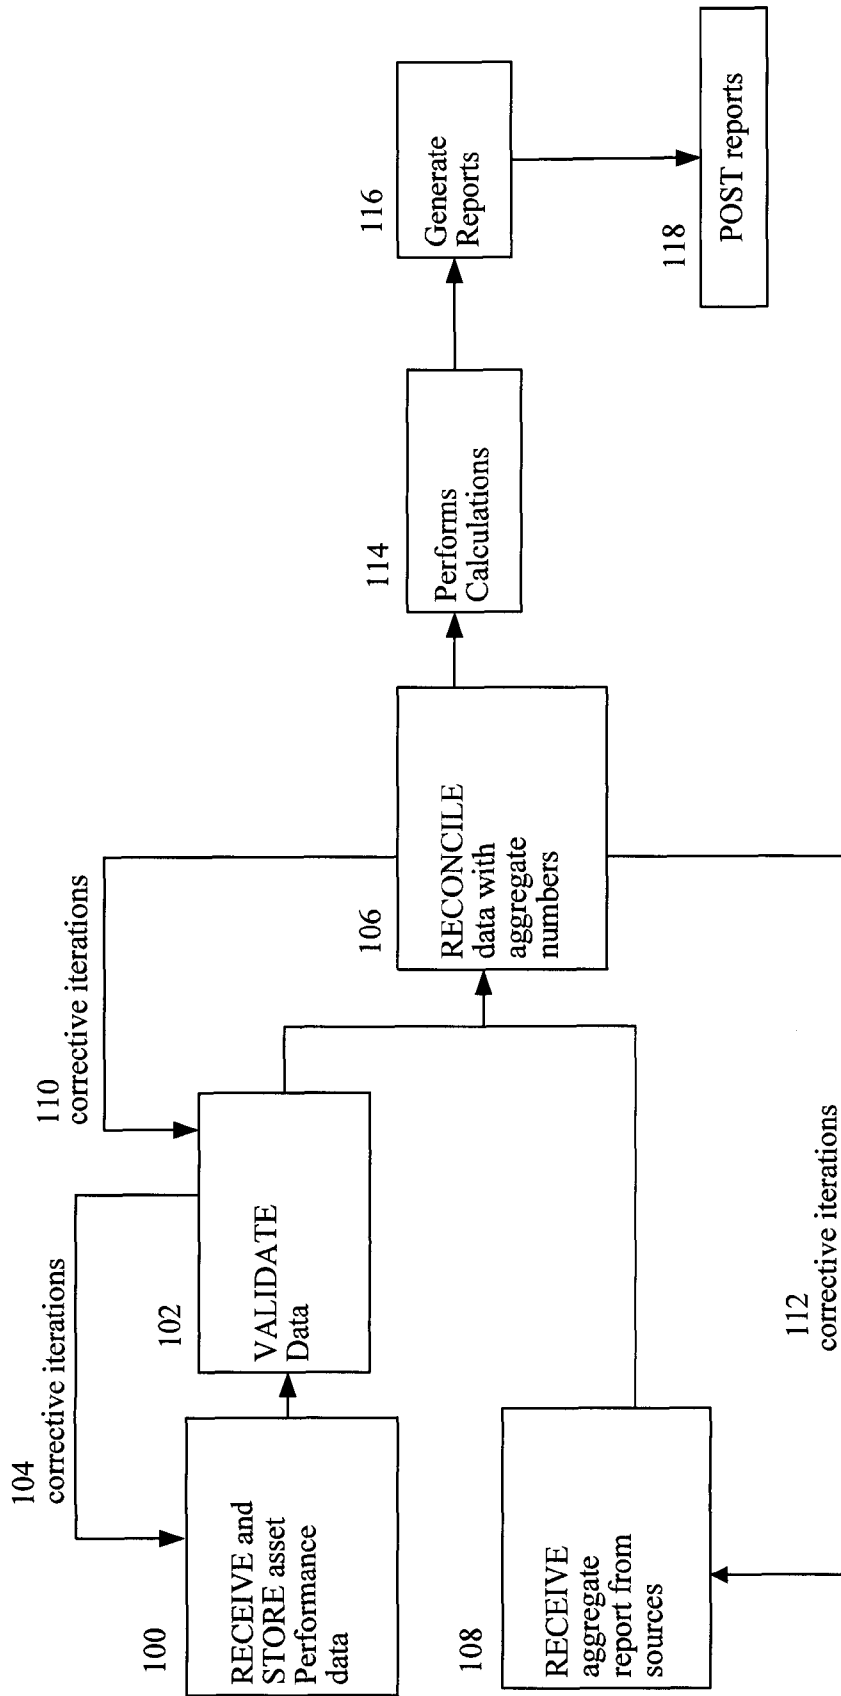 104
corrective iterations
110
corrective iterations
100
RECEIVE and
STORE asset
Performance
data
102
VALIDATE
Data
106
RECONCILE
data with
aggregate
numbers
114
Performs
Calculations
116
Generate
Reports
118
POST reports
108
RECEIVE
aggregate
report from
sources
112
corrective iterations